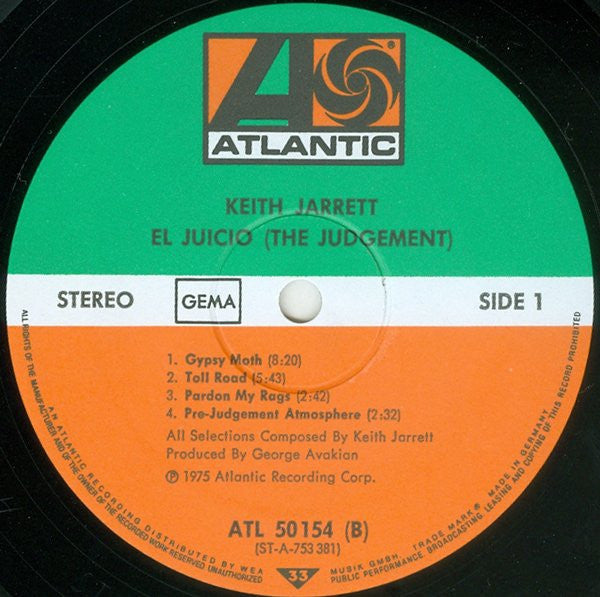 ATLANTIC
®
KEITH JARRETT
EL JUICIO (THE JUDGEMENT)
STEREO
GEMA
SIDE 1
1. Gypsy Moth (8:20)
2. Toll Road (5:43)
3. Pardon My Rags (2:42)
4. Pre-Judgement Atmosphere (2:32)
All Selections Composed By Keith Jarrett
Produced By George Avakian
℗ 1975 Atlantic Recording Corp.
ATL 50 154 (B)
(ST-A-753 381)
33
ALL RIGHTS OF THE MANUFACTURER AND OF THE OWNER OF THE RECORDED WORK RESERVED. UNAUTHORIZED
PUBLIC PERFORMANCE, BROADCASTING, LEASING AND COPYING OF THIS RECORD PROHIBITED
AN ATLANTIC RECORDING DISTRIBUTED BY WEA
MUSIK GMBH. TRADE MARK® MADE IN GERMANY